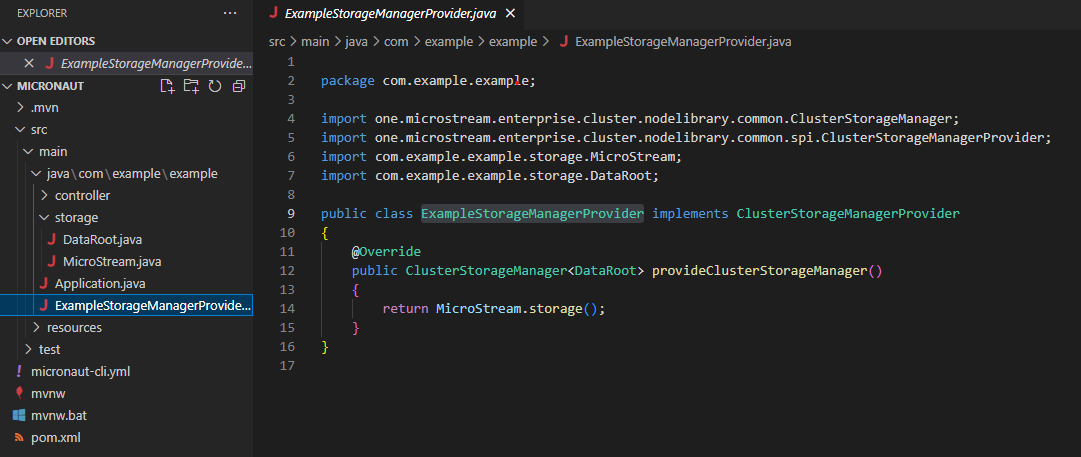 EXPLORER
OPEN EDITORS
ExampleStorageManagerProvide...
MICRONAUT
.mvn
src
main
java\com\example\example
controller
storage
DataRoot.java
MicroStream.java
Application.java
ExampleStorageManagerProvide...
resources
test
micronaut-cli.yml
mvnw
mvnw.bat
pom.xml
ExampleStorageManagerProvider.java
src > main > java > com > example > example > ExampleStorageManagerProvider.java
1
2 package com.example.example;
3
4 import one.microstream.enterprise.cluster.nodelibrary.common.ClusterStorageManager;
5 import one.microstream.enterprise.cluster.nodelibrary.common.spi.ClusterStorageManagerProvider;
6 import com.example.example.storage.MicroStream;
7 import com.example.example.storage.DataRoot;
8
9 public class ExampleStorageManagerProvider implements ClusterStorageManagerProvider
10 {
11 @Override
12 public ClusterStorageManager<DataRoot> provideClusterStorageManager()
13 {
14 return MicroStream.storage();
15 }
16 }
17